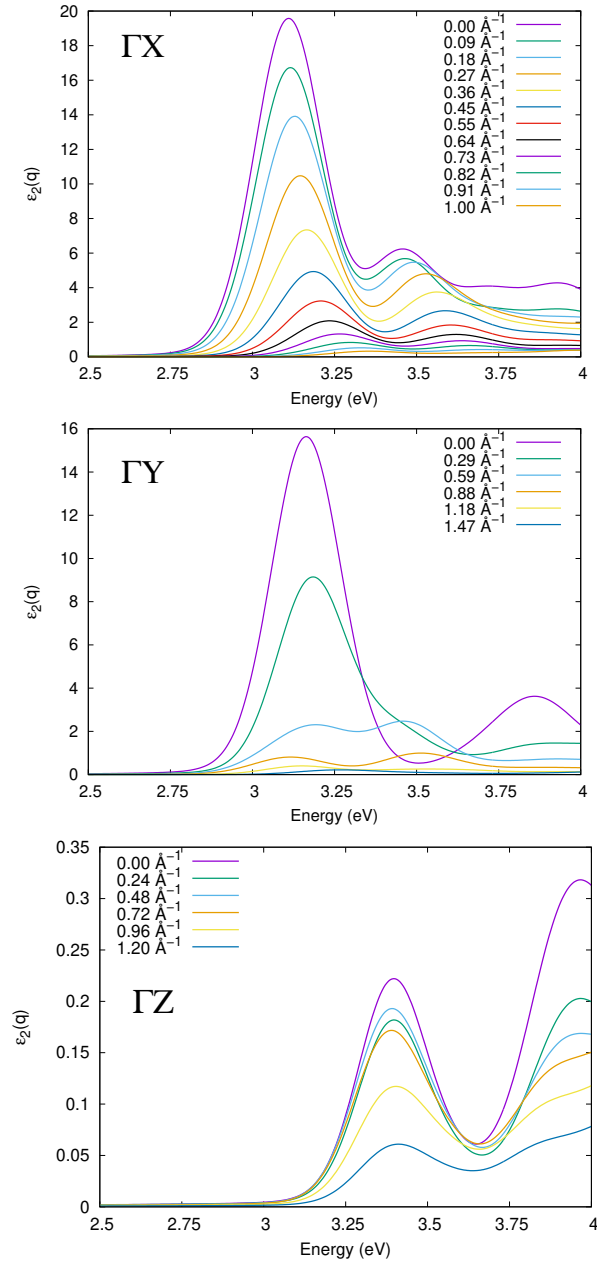 20
18
16
14
12
10
8
6
4
2
0
ε2(q)
ΓX
0.00 Å⁻¹
0.09 Å⁻¹
0.18 Å⁻¹
0.27 Å⁻¹
0.36 Å⁻¹
0.45 Å⁻¹
0.55 Å⁻¹
0.64 Å⁻¹
0.73 Å⁻¹
0.82 Å⁻¹
0.91 Å⁻¹
1.00 Å⁻¹
2.5 2.75 3 3.25 3.5 3.75 4
Energy (eV)
16
14
12
10
8
6
4
2
0
ε2(q)
ΓY
0.00 Å⁻¹
0.29 Å⁻¹
0.59 Å⁻¹
0.88 Å⁻¹
1.18 Å⁻¹
1.47 Å⁻¹
2.5 2.75 3 3.25 3.5 3.75 4
Energy (eV)
0.35
0.3
0.25
0.2
0.15
0.1
0.05
0
ε2(q)
0.00 Å⁻¹
0.24 Å⁻¹
0.48 Å⁻¹
0.72 Å⁻¹
0.96 Å⁻¹
1.20 Å⁻¹
ΓZ
2.5 2.75 3 3.25 3.5 3.75 4
Energy (eV)